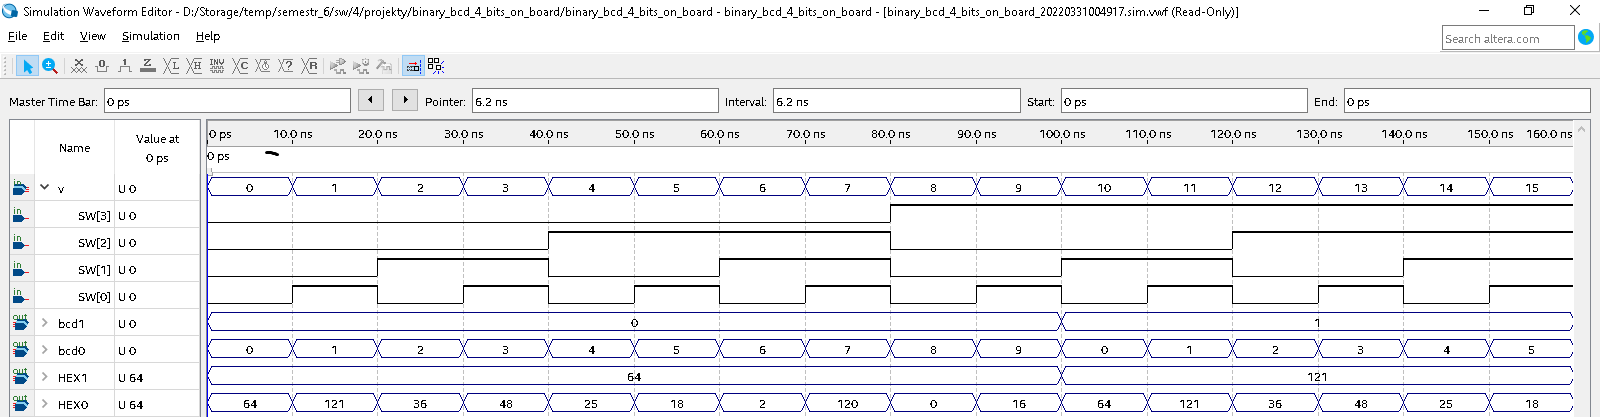 Simulation Waveform Editor - D:/Storage/temp/semestr_6/sw/4/projekty/binary_bcd_4_bits_on_board/binary_bcd_4_bits_on_board - binary_bcd_4_bits_on_board - [binary_bcd_4_bits_on_board_20220331004917.sim.vwf (Read-Only)]
File Edit View Simulation Help
Search altera.com
Master Time Bar: 0 ps Pointer: 6.2 ns Interval: 6.2 ns Start: 0 ps End: 0 ps
Name Value at 0 ps
0 ps 10.0 ns 20.0 ns 30.0 ns 40.0 ns 50.0 ns 60.0 ns 70.0 ns 80.0 ns 90.0 ns 100.0 ns 110.0 ns 120.0 ns 130.0 ns 140.0 ns 150.0 ns 160.0 ns
0 ps
in v U 0 0 1 2 3 4 5 6 7 8 9 10 11 12 13 14 15
in SW[3] U 0
in SW[2] U 0
in SW[1] U 0
in SW[0] U 0
out bcd1 U 0 0 1
out bcd0 U 0 0 1 2 3 4 5 6 7 8 9 0 1 2 3 4 5
out HEX1 U 64 64 121
out HEX0 U 64 64 121 36 48 25 18 2 120 0 16 64 121 36 48 25 18